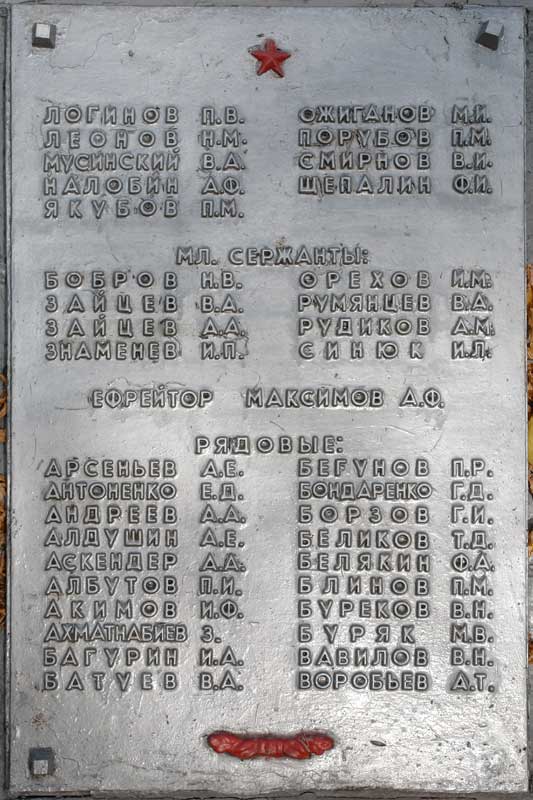 ЛОГИНОВ П.В. ОЖИГАНОВ М.И.
ЛЕОНОВ Н.М. ПОРУБОВ П.М.
МУСИНСКИЙ В.А. СМИРНОВ В.И.
НАЛОБИН А.Ф. ЩЕПАЛИН Ф.И.
ЯКУБОВ П.М.
МЛ. СЕРЖАНТЫ:
БОБРОВ Н.В. ОРЕХОВ И.М.
ЗАЙЦЕВ В.А. РУМЯНЦЕВ В.А.
ЗАЙЦЕВ А.А. РУДИКОВ А.М.
ЗНАМЕНЕВ И.П. СИНЮК И.Л.
ЕФРЕЙТОР МАКСИМОВ А.Ф.
РЯДОВЫЕ:
АРСЕНЬЕВ А.Е. БЕГУНОВ П.Р.
АНТОНЕНКО Е.Д. БОНДАРЕНКО Г.Д.
АНДРЕЕВ А.А. БОРЗОВ Г.И.
АЛДУШИН А.Е. БЕЛИКОВ Т.Д.
АСКЕНДЕР А.А. БЕЛЯКИН Ф.А.
АЛБУТОВ П.И. БЛИНОВ П.М.
АКИМОВ И.Ф. БУРЕКОВ В.Н.
АХМАТНАБИЕВ З. БУРЯК М.В.
БАГУРИН И.А. ВАВИЛОВ В.Н.
БАТУЕВ В.А. ВОРОБЬЕВ А.Т.